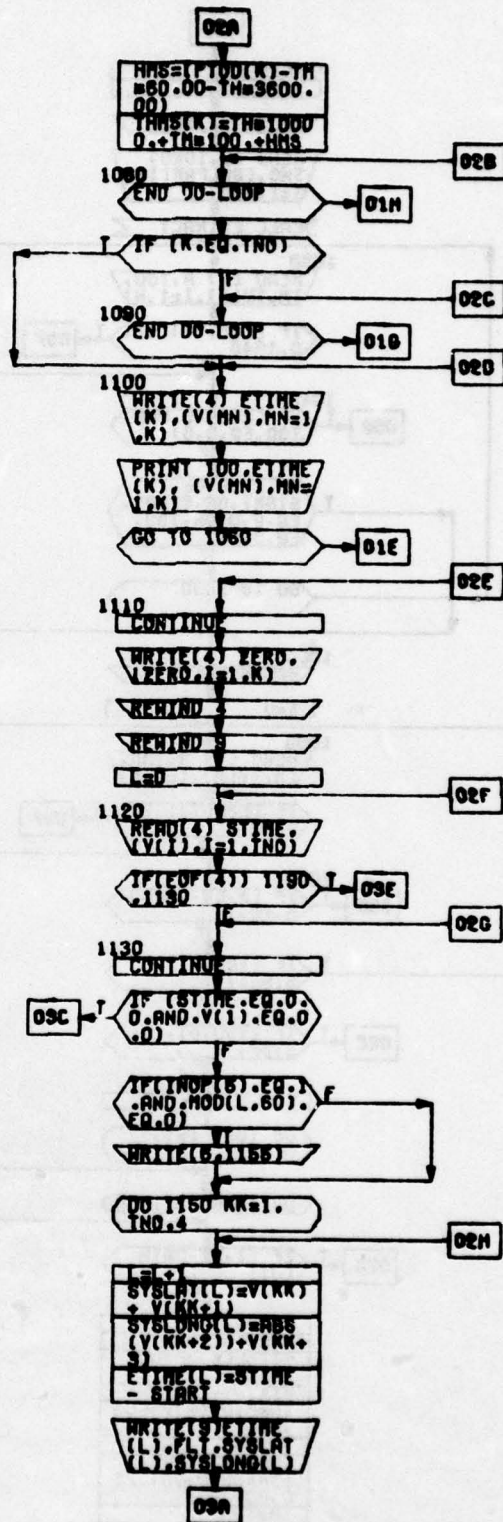 02A
HMS=(PTOD(K)-TM
*60.00-TH*3600.
00)
THMS(K)=TH*1000
0.+TM*100.+HMS
02B
1080
END DO-LOOP
01H
T
IF (K.EQ.TNO)
F
02C
1090
END DO-LOOP
01G
02D
1100
WRITE(4) ETIME
(K),(V(MN),MN=1
,K)
PRINT 100,ETIME
(K), (V(MN),MN=
1,K)
GO TO 1060
01E
02E
1110
CONTINUE
WRITE(4) ZERO,
(ZERO,I=1,K)
REWIND 4
REWIND 9
L=0
02F
1120
READ(4) STIME,
(V(I),I=1,TNO)
IF(EOF(4)) 1190
,1130
T
03E
F
02G
1130
CONTINUE
03C
T
IF (STIME.EQ.0.
0.AND.V(1).EQ.0
.0)
F
IF(INOP(6).EQ.1
.AND.MOD(L,60).
EQ.0)
F
T
WRITE(6,1155)
DO 1150 KK=1,
TNO,4
02H
L=L+1
SYSLAT(L)=V(KK)
+ V(KK+1)
SYSLONG(L)=ABS
(V(KK+2))+V(KK+
3)
ETIME(L)=STIME
- START
WRITE(9)ETIME
(L),FLT,SYSLAT
(L),SYSLONG(L)
03A